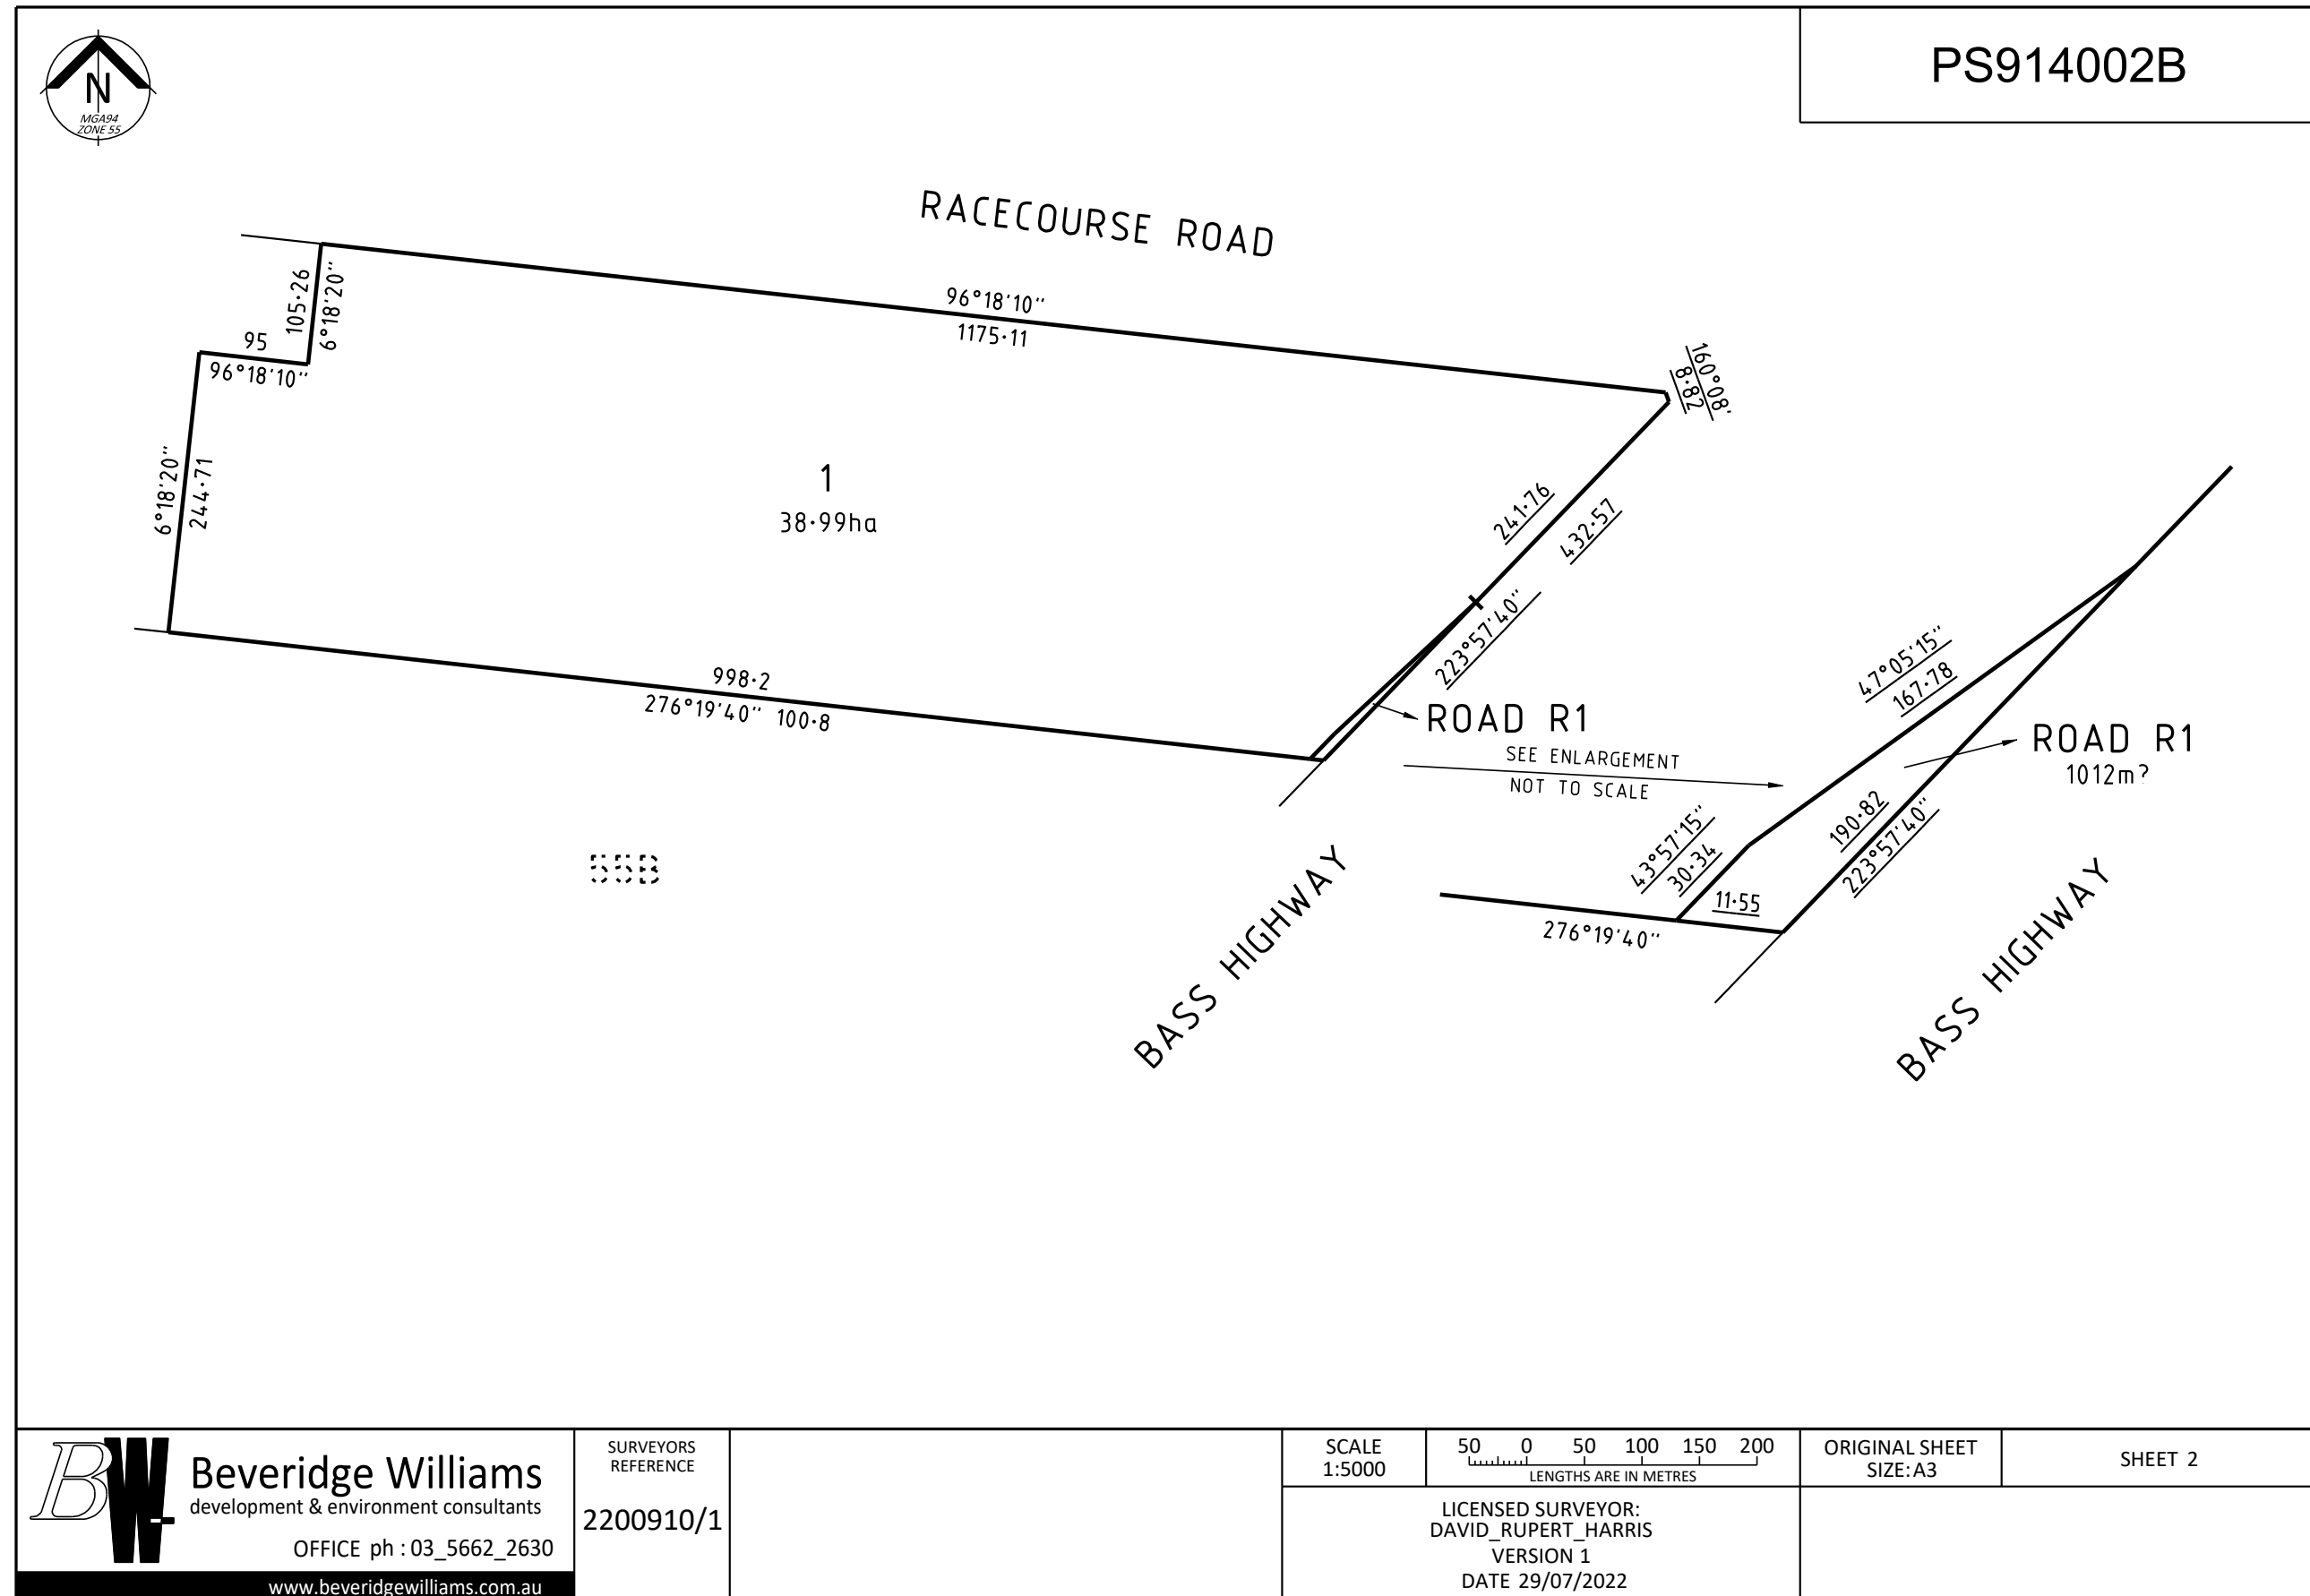 PS914002B
N
MGA94
ZONE 55
RACECOURSE ROAD
96°18'10''
1175·11
105·26
6°18'20''
95
96°18'10''
160°08'
8·82
6°18'20''
244·71
1
38·99ha
241·76
432·57
223°57'40''
998·2
276°19'40'' 100·8
ROAD R1
SEE ENLARGEMENT
NOT TO SCALE
47°05'15''
167·78
ROAD R1
1012m?
190·82
223°57'40''
43°57'15''
30·34
11·55
276°19'40''
55B
BASS HIGHWAY
BASS HIGHWAY
BW
Beveridge Williams
development & environment consultants
OFFICE ph : 03_5662_2630
www.beveridgewilliams.com.au
SURVEYORS
REFERENCE
2200910/1
SCALE
1:5000
50 0 50 100 150 200
LENGTHS ARE IN METRES
ORIGINAL SHEET
SIZE: A3
SHEET 2
LICENSED SURVEYOR:
DAVID_RUPERT_HARRIS
VERSION 1
DATE 29/07/2022